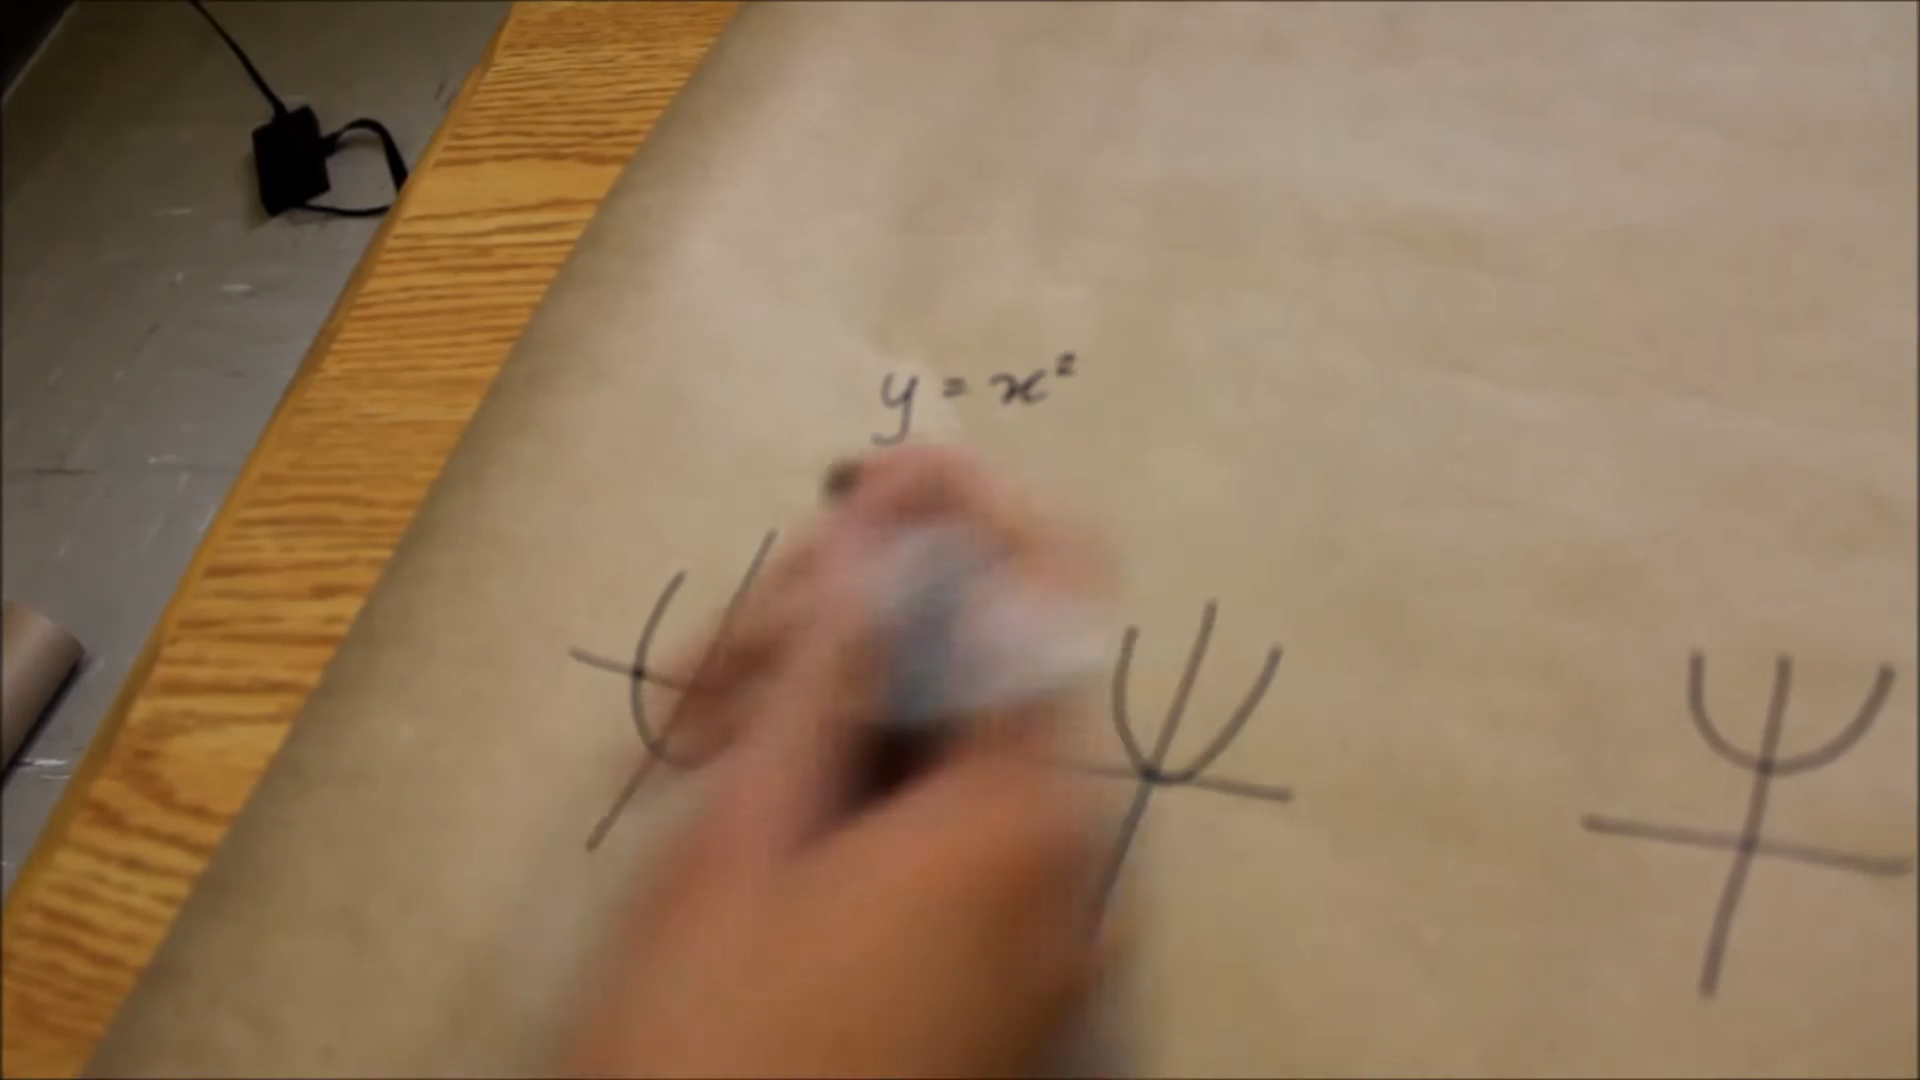 y = x²